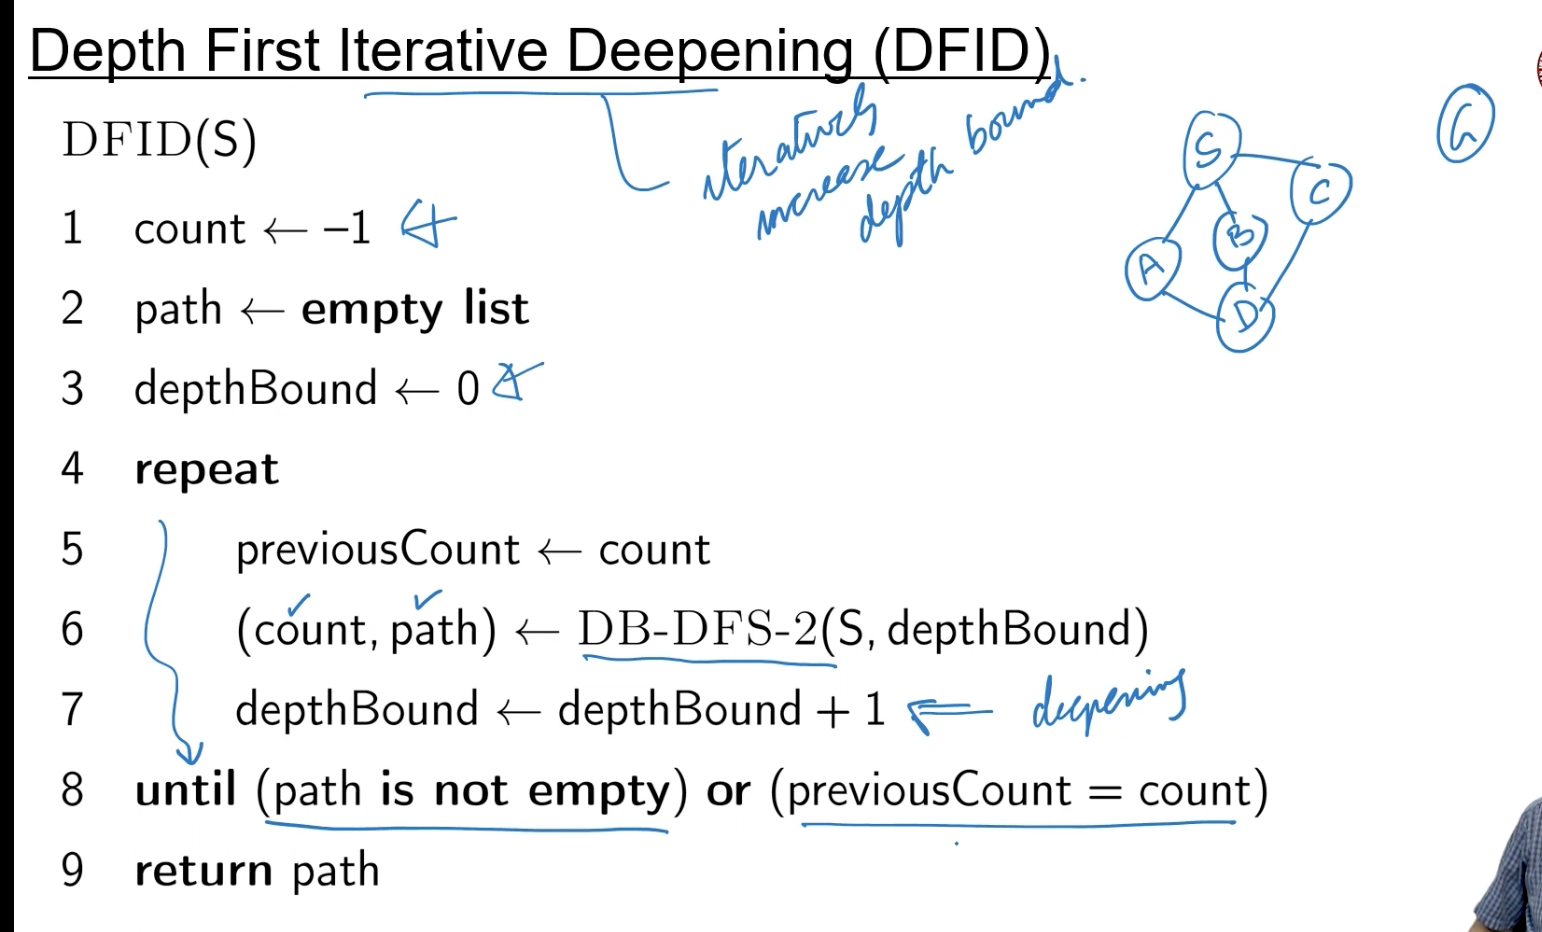 Depth First Iterative Deepening (DFID)
iteratively
increase
depth bound.
DFID(S)
1 count ← –1
2 path ← empty list
3 depthBound ← 0
4 repeat
5 previousCount ← count
6 (count, path) ← DB-DFS-2(S, depthBound)
7 depthBound ← depthBound + 1 deepening
8 until (path is not empty) or (previousCount = count)
9 return path
S
C
B
A
D
G